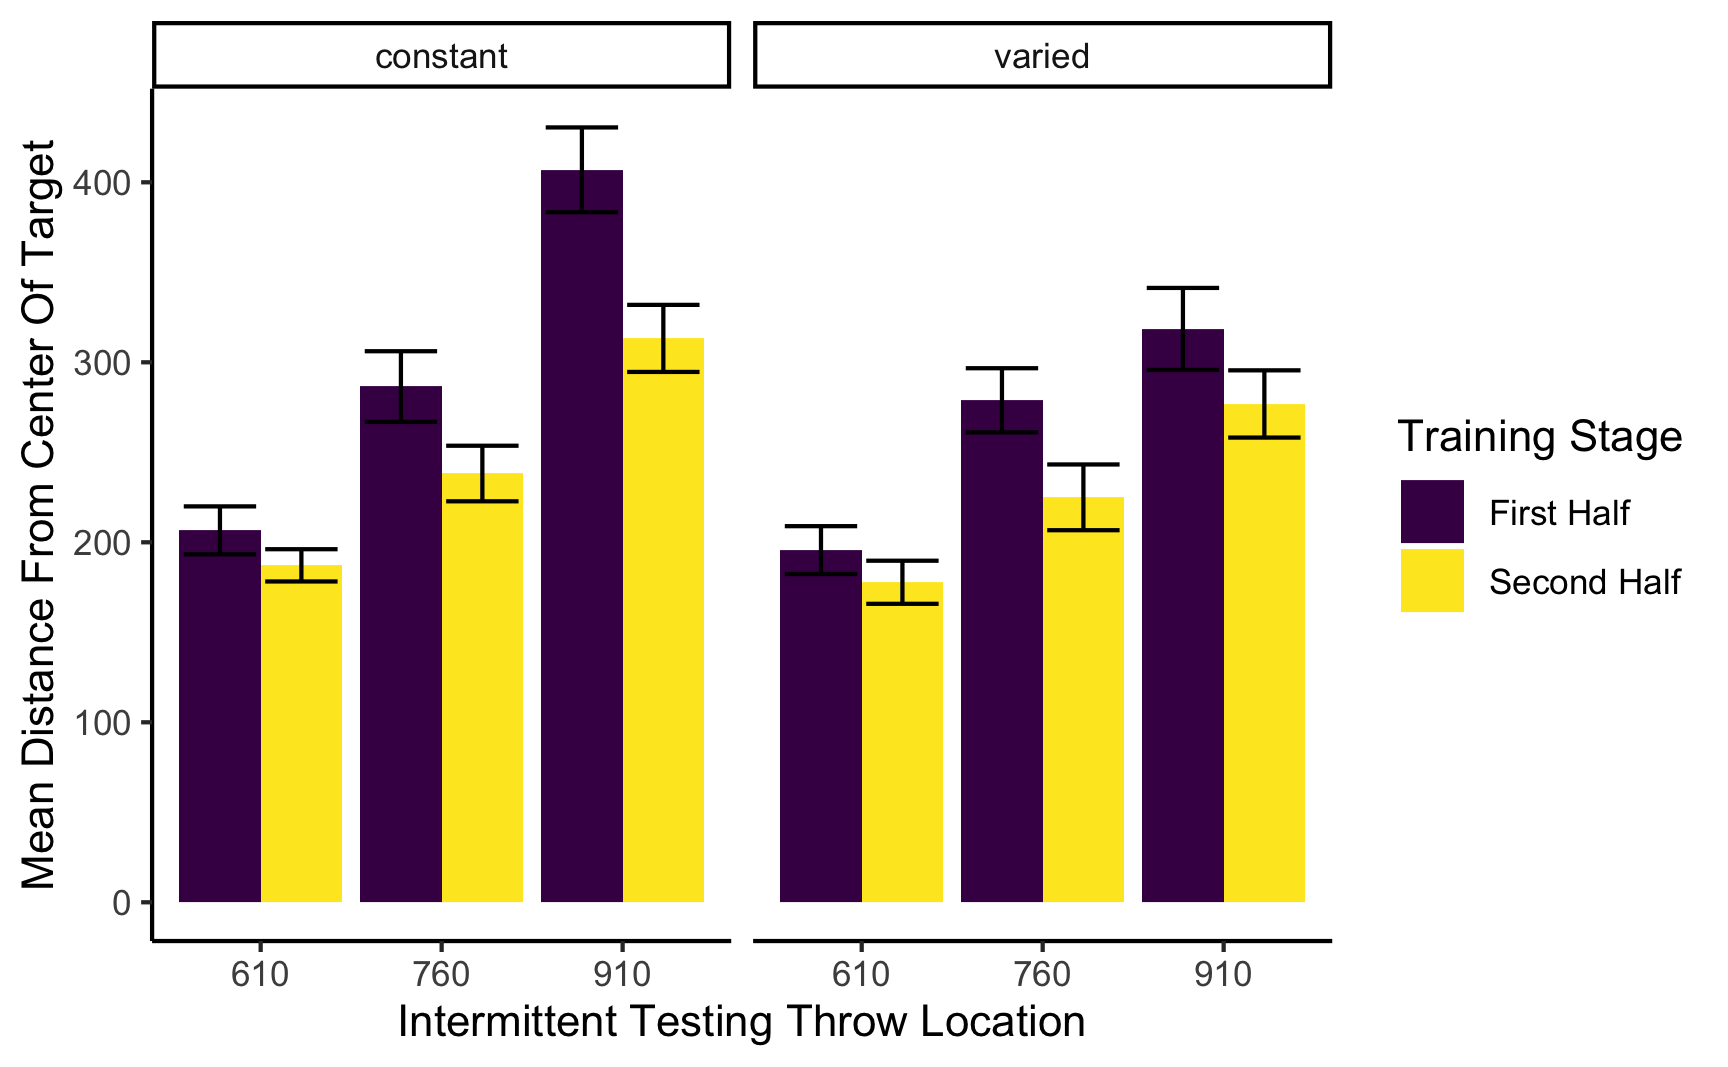 constant
varied
Mean Distance From Center Of Target
400
300
200
100
0
610
760
910
610
760
910
Intermittent Testing Throw Location
Training Stage
First Half
Second Half